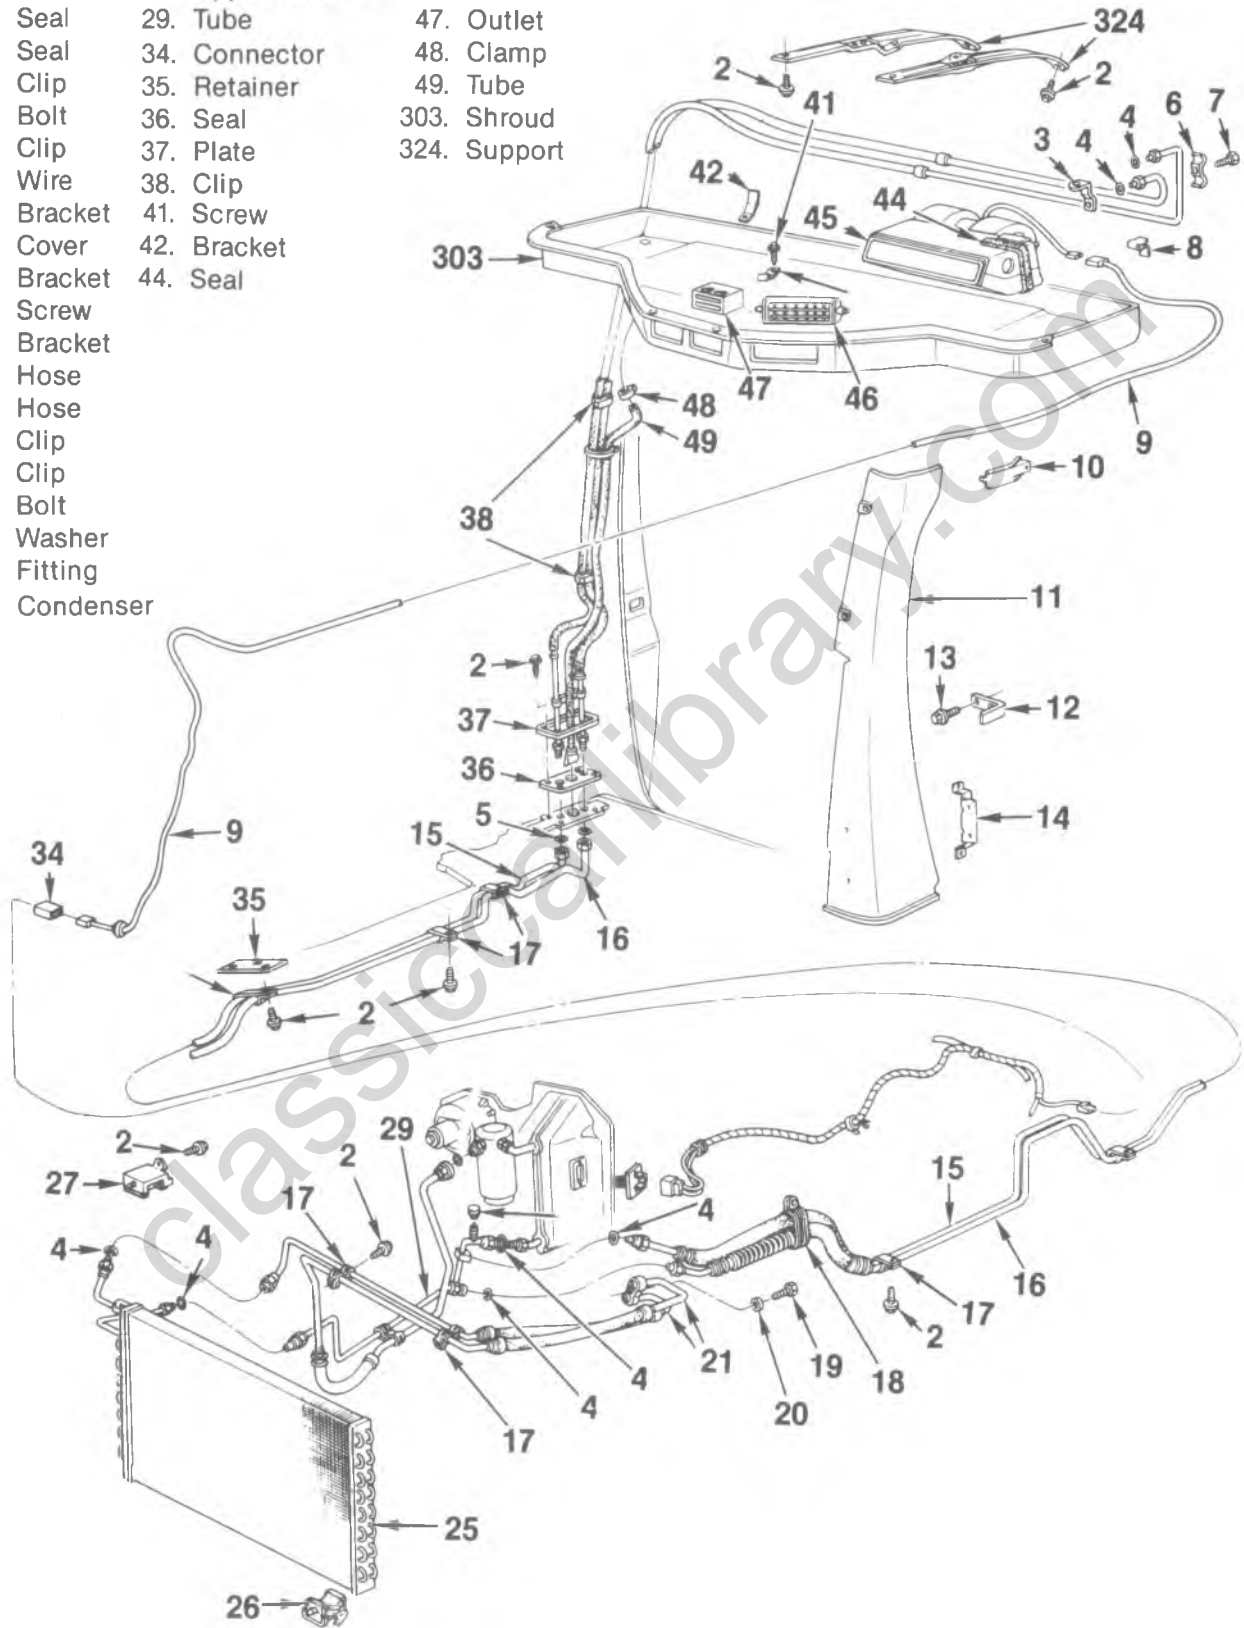 Seal 29. Tube 47. Outlet
Seal 34. Connector 48. Clamp
Clip 35. Retainer 49. Tube
Bolt 36. Seal 303. Shroud
Clip 37. Plate 324. Support
Wire 38. Clip
Bracket 41. Screw
Cover 42. Bracket
Bracket 44. Seal
Screw
Bracket
Hose
Hose
Clip
Clip
Bolt
Washer
Fitting
Condenser
324
2
2
41
7
6
4
4
3
42
44
45
303
8
47
46
48
49
9
10
38
11
2
13
12
37
36
5
14
15
9
34
35
17
16
2
2
29
2
27
17
4
4
4
15
16
17
2
18
19
20
21
4
4
17
25
26
classiccarlibrary.com